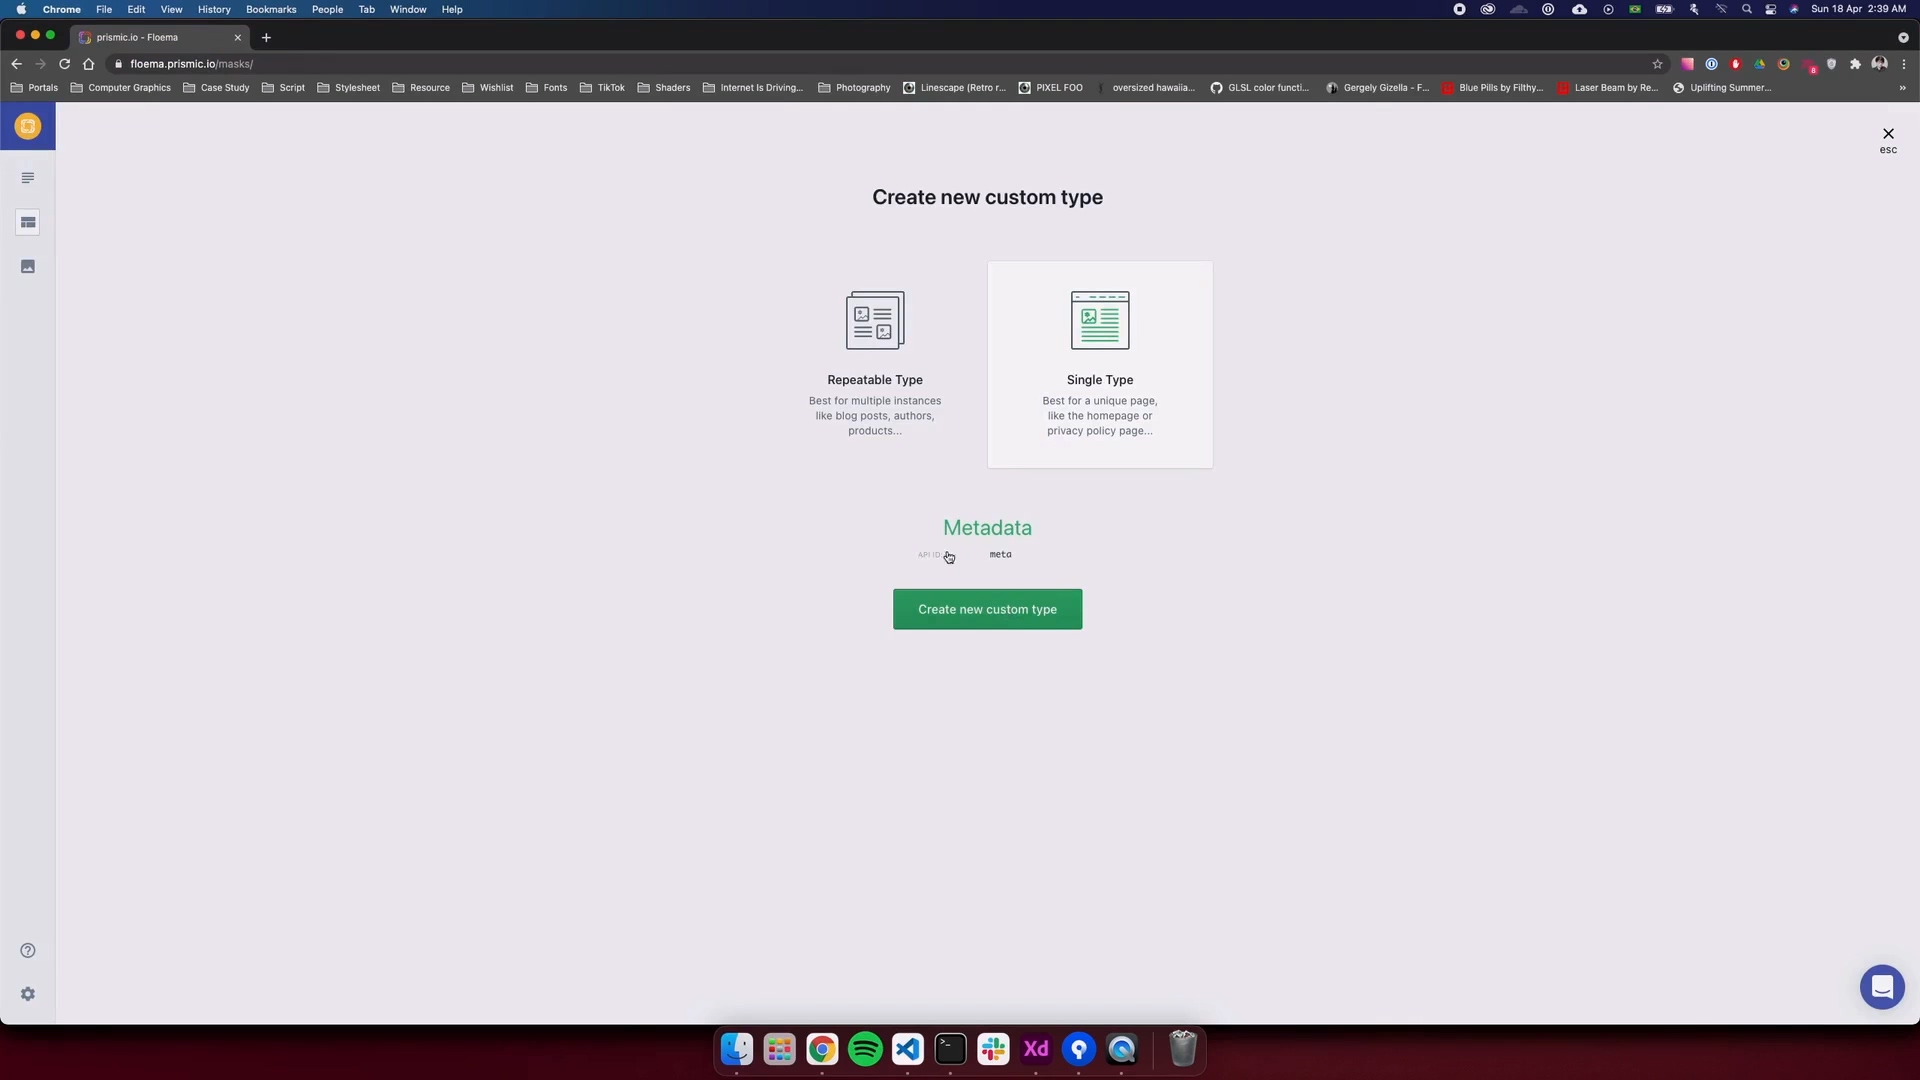 Chrome File Edit View History Bookmarks People Tab Window Help
Sun 18 Apr 2:39 AM
prismic.io - Floema
floema.prismic.io/masks/
8
Portals Computer Graphics Case Study Script Stylesheet Resource Wishlist Fonts TikTok Shaders Internet Is Driving... Photography Linescape (Retro r... PIXEL FOO oversized hawaiia... GLSL color functi... Gergely Gizella - F... Blue Pills by Filthy... Laser Beam by Re... Uplifting Summer... »
esc
Create new custom type
Repeatable Type
Best for multiple instances
like blog posts, authors,
products...
Single Type
Best for a unique page,
like the homepage or
privacy policy page...
Metadata
API ID meta
Create new custom type
Xd